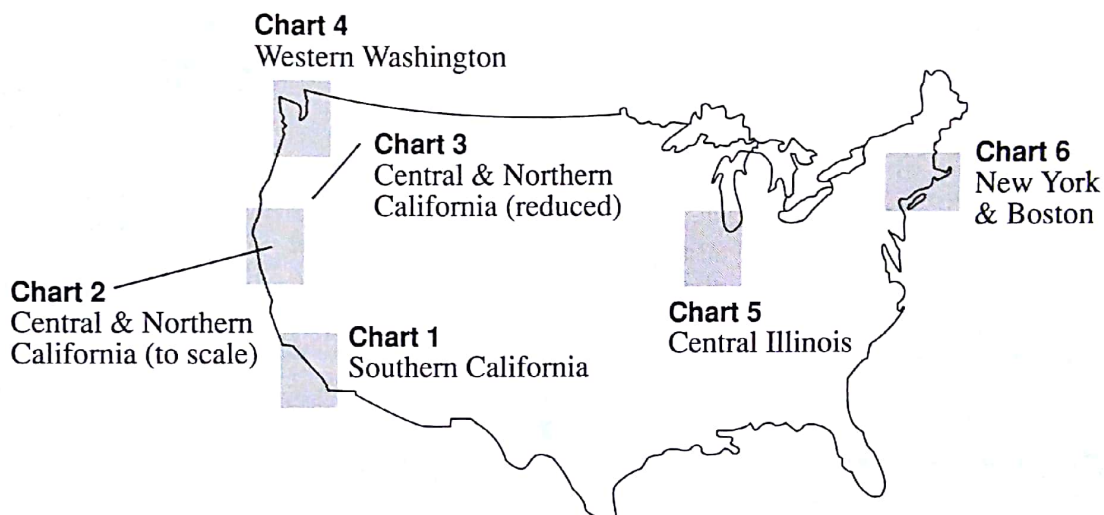 Chart 4
Western Washington
Chart 3
Central & Northern
California (reduced)
Chart 6
New York
& Boston
Chart 2
Central & Northern
California (to scale)
Chart 1
Southern California
Chart 5
Central Illinois